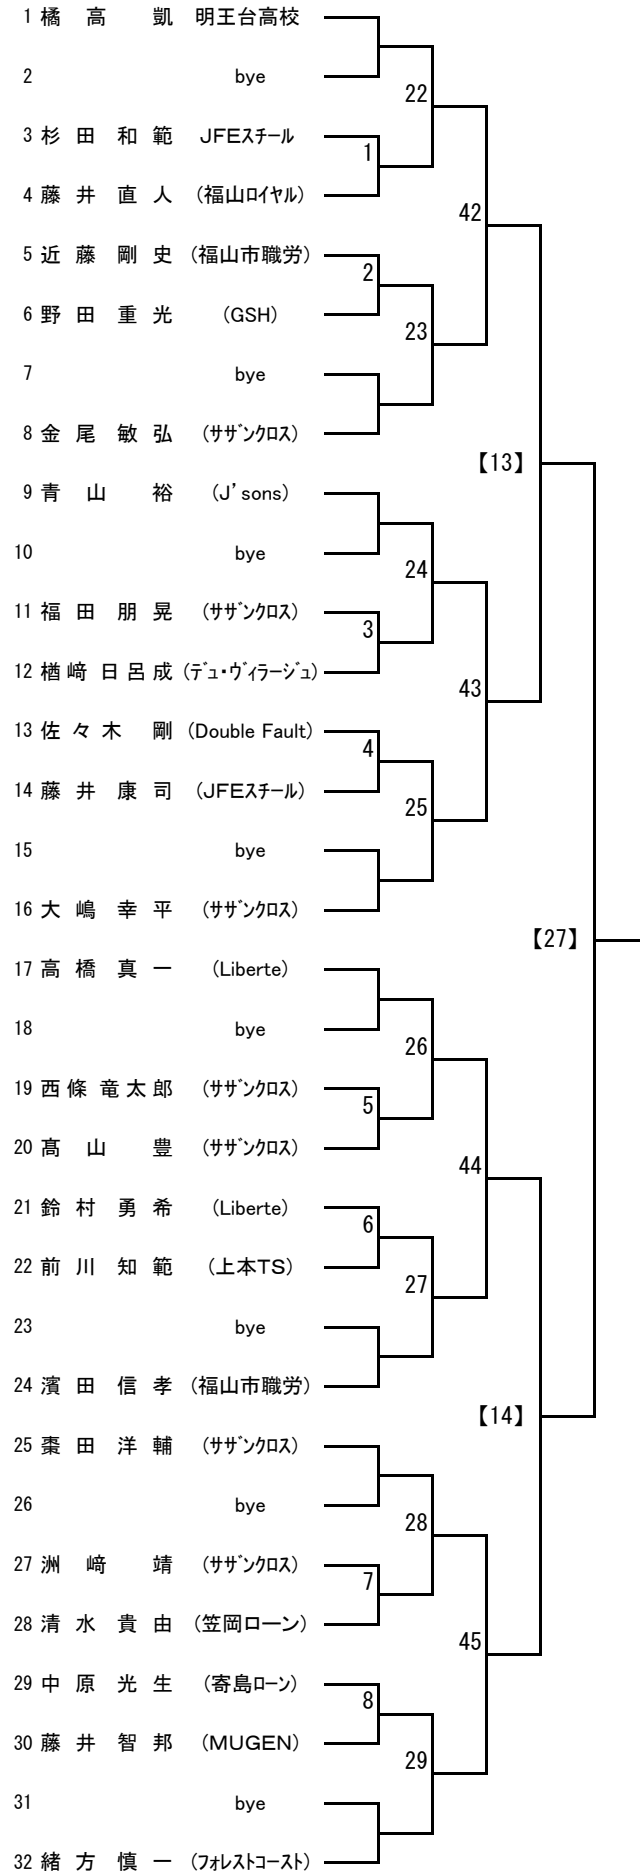 1 橘高 凱 明王台高校
2 bye
22
3 杉田和範 JFEスチール
1
4 藤井直人 (福山ロイヤル)
42
5 近藤剛史 (福山市職労)
2
6 野田重光 (GSH)
23
7 bye
8 金尾敏弘 (サザンクロス)
【13】
9 青山 裕 (J'sons)
10 bye
24
11 福田朋晃 (サザンクロス)
3
12 楢﨑日呂成 (デュ・ヴィラージュ)
43
13 佐々木 剛 (Double Fault)
4
14 藤井康司 (JFEスチール)
25
15 bye
16 大嶋幸平 (サザンクロス)
【27】
17 高橋真一 (Liberte)
18 bye
26
19 西條竜太郎 (サザンクロス)
5
20 髙山 豊 (サザンクロス)
44
21 鈴村勇希 (Liberte)
6
22 前川知範 (上本TS)
27
23 bye
24 濱田信孝 (福山市職労)
【14】
25 棗田洋輔 (サザンクロス)
26 bye
28
27 洲﨑 靖 (サザンクロス)
7
28 清水貴由 (笠岡ローン)
45
29 中原光生 (寄島ローン)
8
30 藤井智邦 (MUGEN)
29
31 bye
32 緒方慎一 (フォレストコースト)